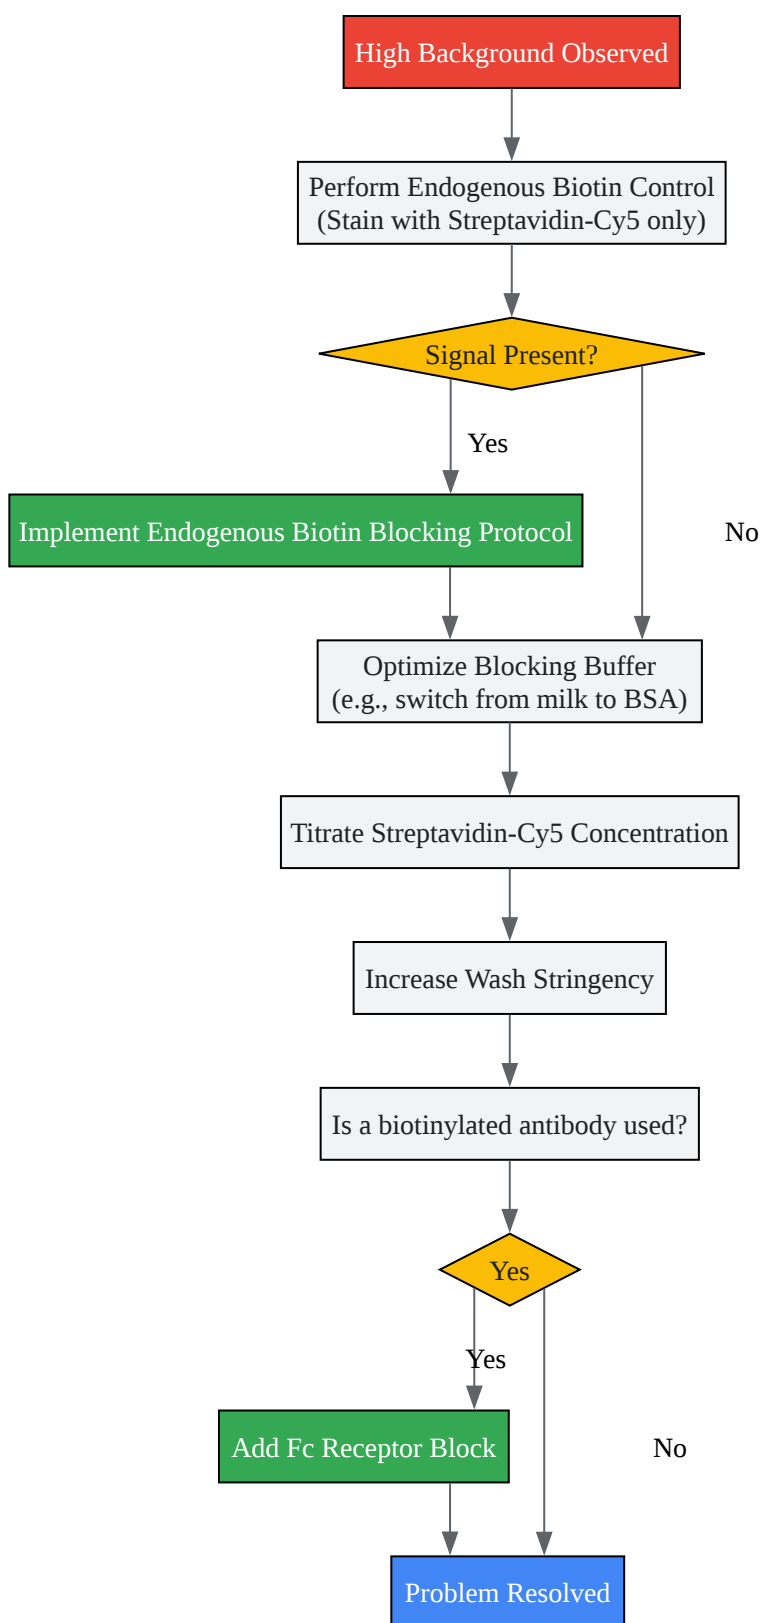 High Background Observed
Perform Endogenous Biotin Control
(Stain with Streptavidin-Cy5 only)
Signal Present?
Yes
Implement Endogenous Biotin Blocking Protocol
No
Optimize Blocking Buffer
(e.g., switch from milk to BSA)
Titrate Streptavidin-Cy5 Concentration
Increase Wash Stringency
Is a biotinylated antibody used?
Yes
Yes
Add Fc Receptor Block
No
Problem Resolved